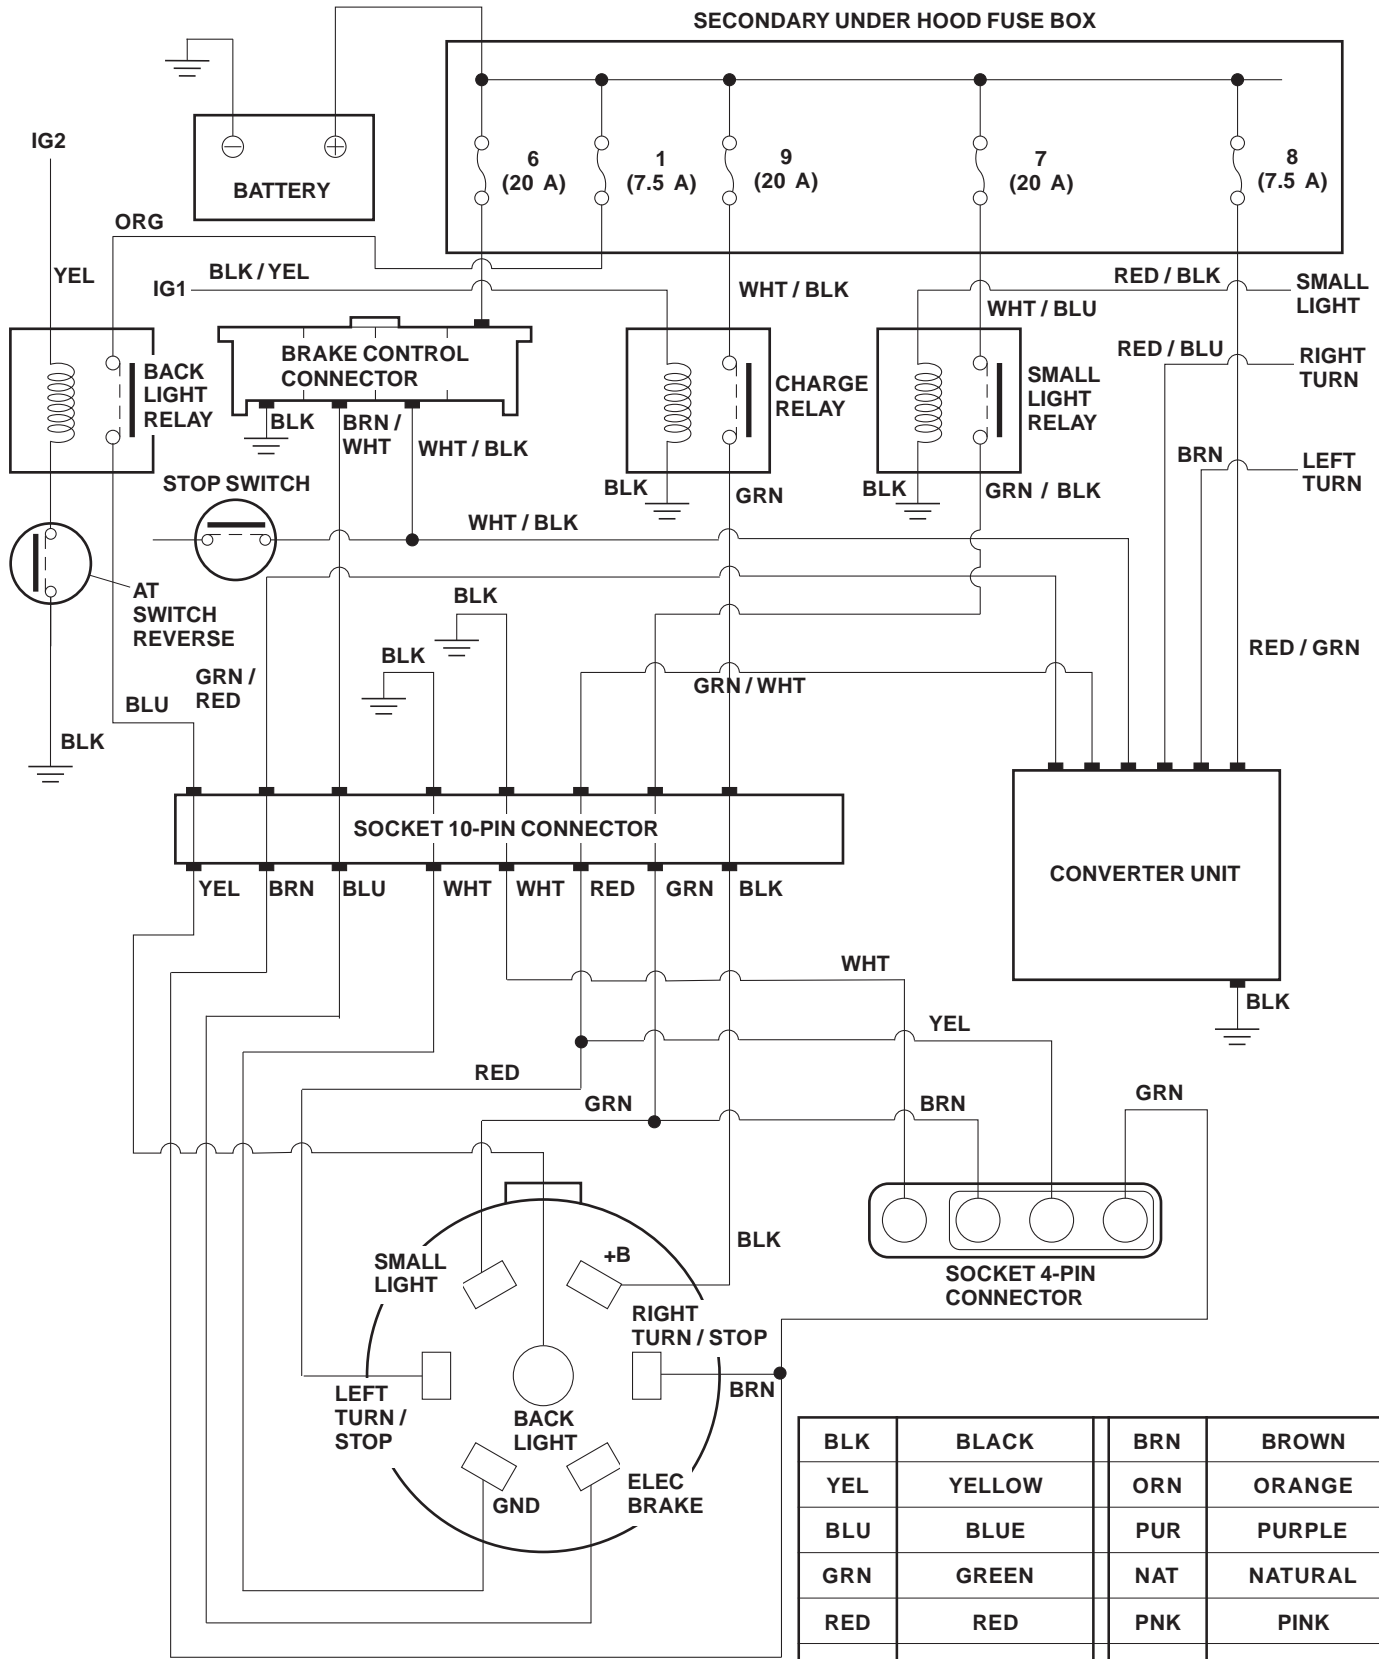 SECONDARY UNDER HOOD FUSE BOX
IG2
BATTERY
6
(20 A)
1
(7.5 A)
9
(20 A)
7
(20 A)
8
(7.5 A)
ORG
YEL
BLK / YEL
IG1
WHT / BLK
RED / BLK
SMALL
LIGHT
WHT / BLU
BACK
LIGHT
RELAY
BRAKE CONTROL
CONNECTOR
CHARGE
RELAY
SMALL
LIGHT
RELAY
RED / BLU
RIGHT
TURN
BLK
BRN /
WHT
WHT / BLK
BRN
LEFT
TURN
STOP SWITCH
BLK
GRN
BLK
GRN / BLK
WHT / BLK
AT
SWITCH
REVERSE
BLK
BLK
RED / GRN
GRN /
RED
GRN / WHT
BLU
BLK
SOCKET 10-PIN CONNECTOR
CONVERTER UNIT
YEL
BRN
BLU
WHT
WHT
RED
GRN
BLK
WHT
BLK
YEL
RED
GRN
BRN
GRN
BLK
SMALL
LIGHT
+B
SOCKET 4-PIN
CONNECTOR
RIGHT
TURN / STOP
BRN
LEFT
TURN /
STOP
BACK
LIGHT
ELEC
BRAKE
GND
BLK BLACK BRN BROWN
YEL YELLOW ORN ORANGE
BLU BLUE PUR PURPLE
GRN GREEN NAT NATURAL
RED RED PNK PINK